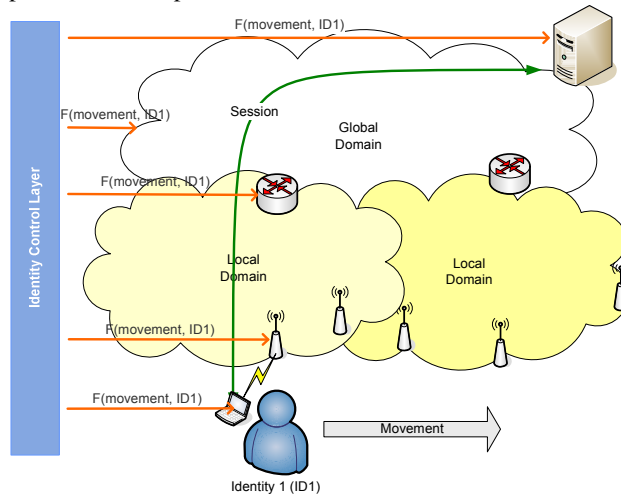 F(movement, ID1)
F(movement, ID1)
Session
Global
Domain
F(movement, ID1)
Identity Control Layer
Local
Domain
Local
Domain
F(movement, ID1)
F(movement, ID1)
Movement
Identity 1 (ID1)